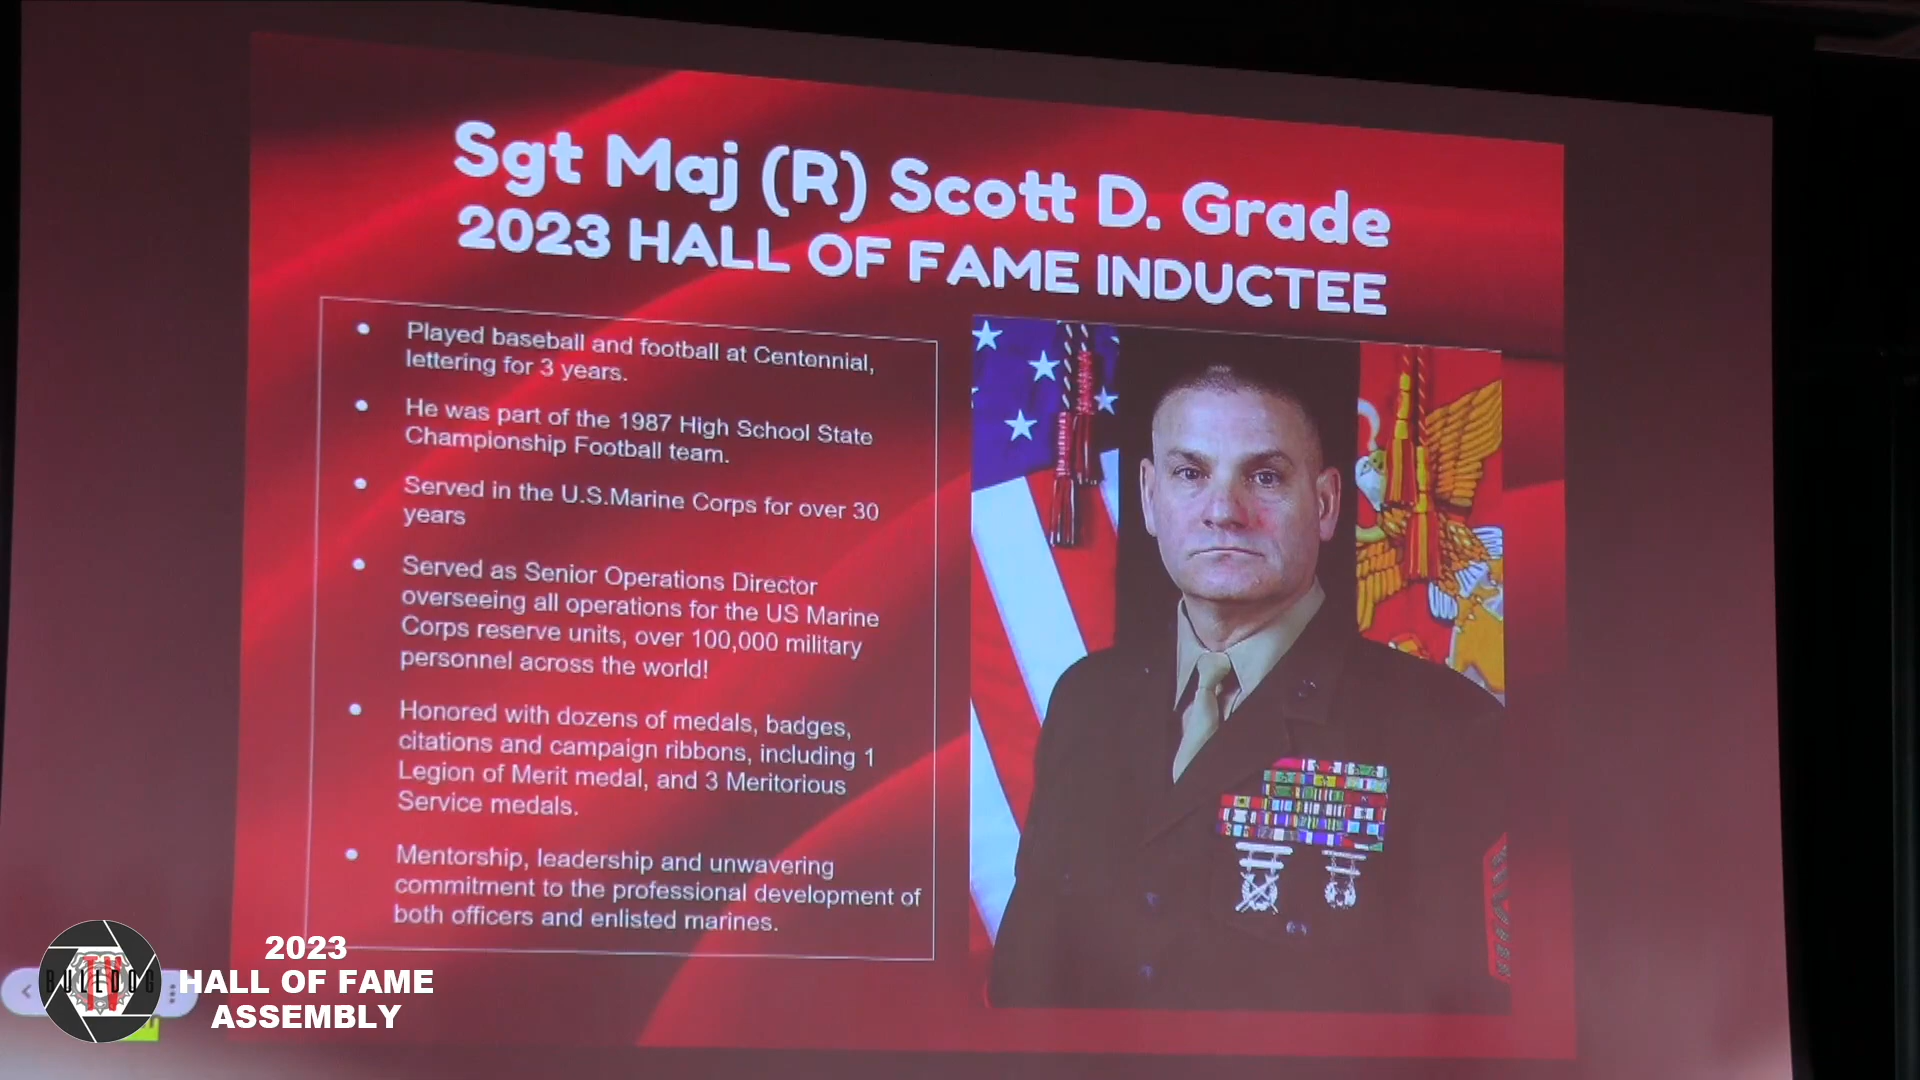 Sgt Maj (R) Scott D. Grade
2023 HALL OF FAME INDUCTEE
● Played baseball and football at Centennial,
lettering for 3 years.
● He was part of the 1987 High School State
Championship Football team.
● Served in the U.S.Marine Corps for over 30
years
● Served as Senior Operations Director
overseeing all operations for the US Marine
Corps reserve units, over 100,000 military
personnel across the world!
● Honored with dozens of medals, badges,
citations and campaign ribbons, including 1
Legion of Merit medal, and 3 Meritorious
Service medals.
● Mentorship, leadership and unwavering
commitment to the professional development of
both officers and enlisted marines.
BULLDOG
TV
2023
HALL OF FAME
ASSEMBLY